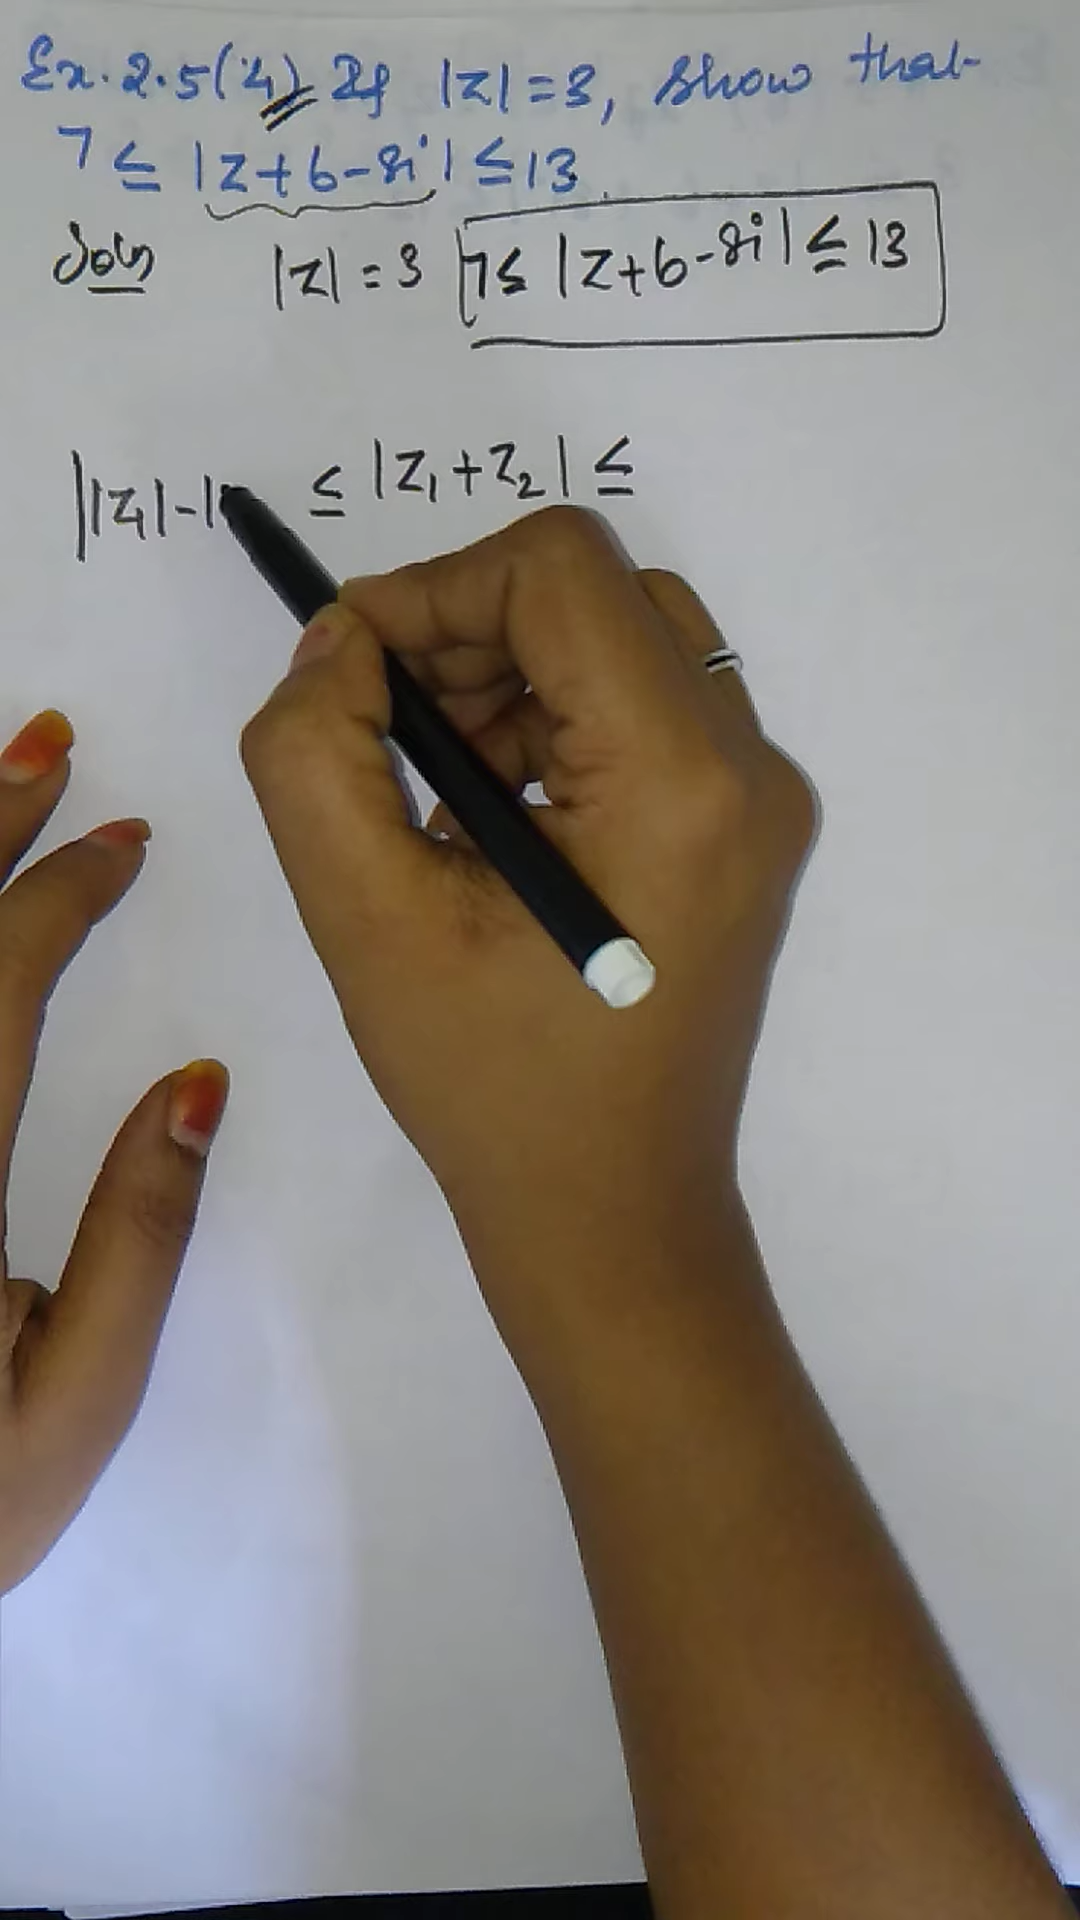 Ex. 2.5(4) If |z| = 3, show that
7 ≤ |z+6-8i| ≤ 13.
Soln |z| = 3 7 ≤ |z+6-8i| ≤ 13
||z₁|-| ≤ |z₁+z₂| ≤